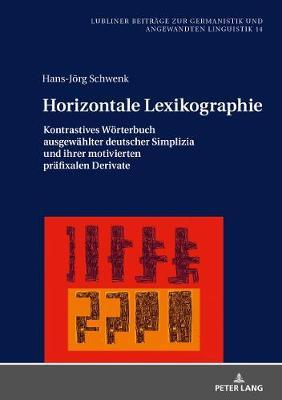 LUBLINER BEITRÄGE ZUR GERMANISTIK UND
ANGEWANDTEN LINGUISTIK 14
Hans-Jörg Schwenk
Horizontale Lexikographie
Kontrastives Wörterbuch
ausgewählter deutscher Simplizia
und ihrer motivierten
präfixalen Derivate
PETER LANG